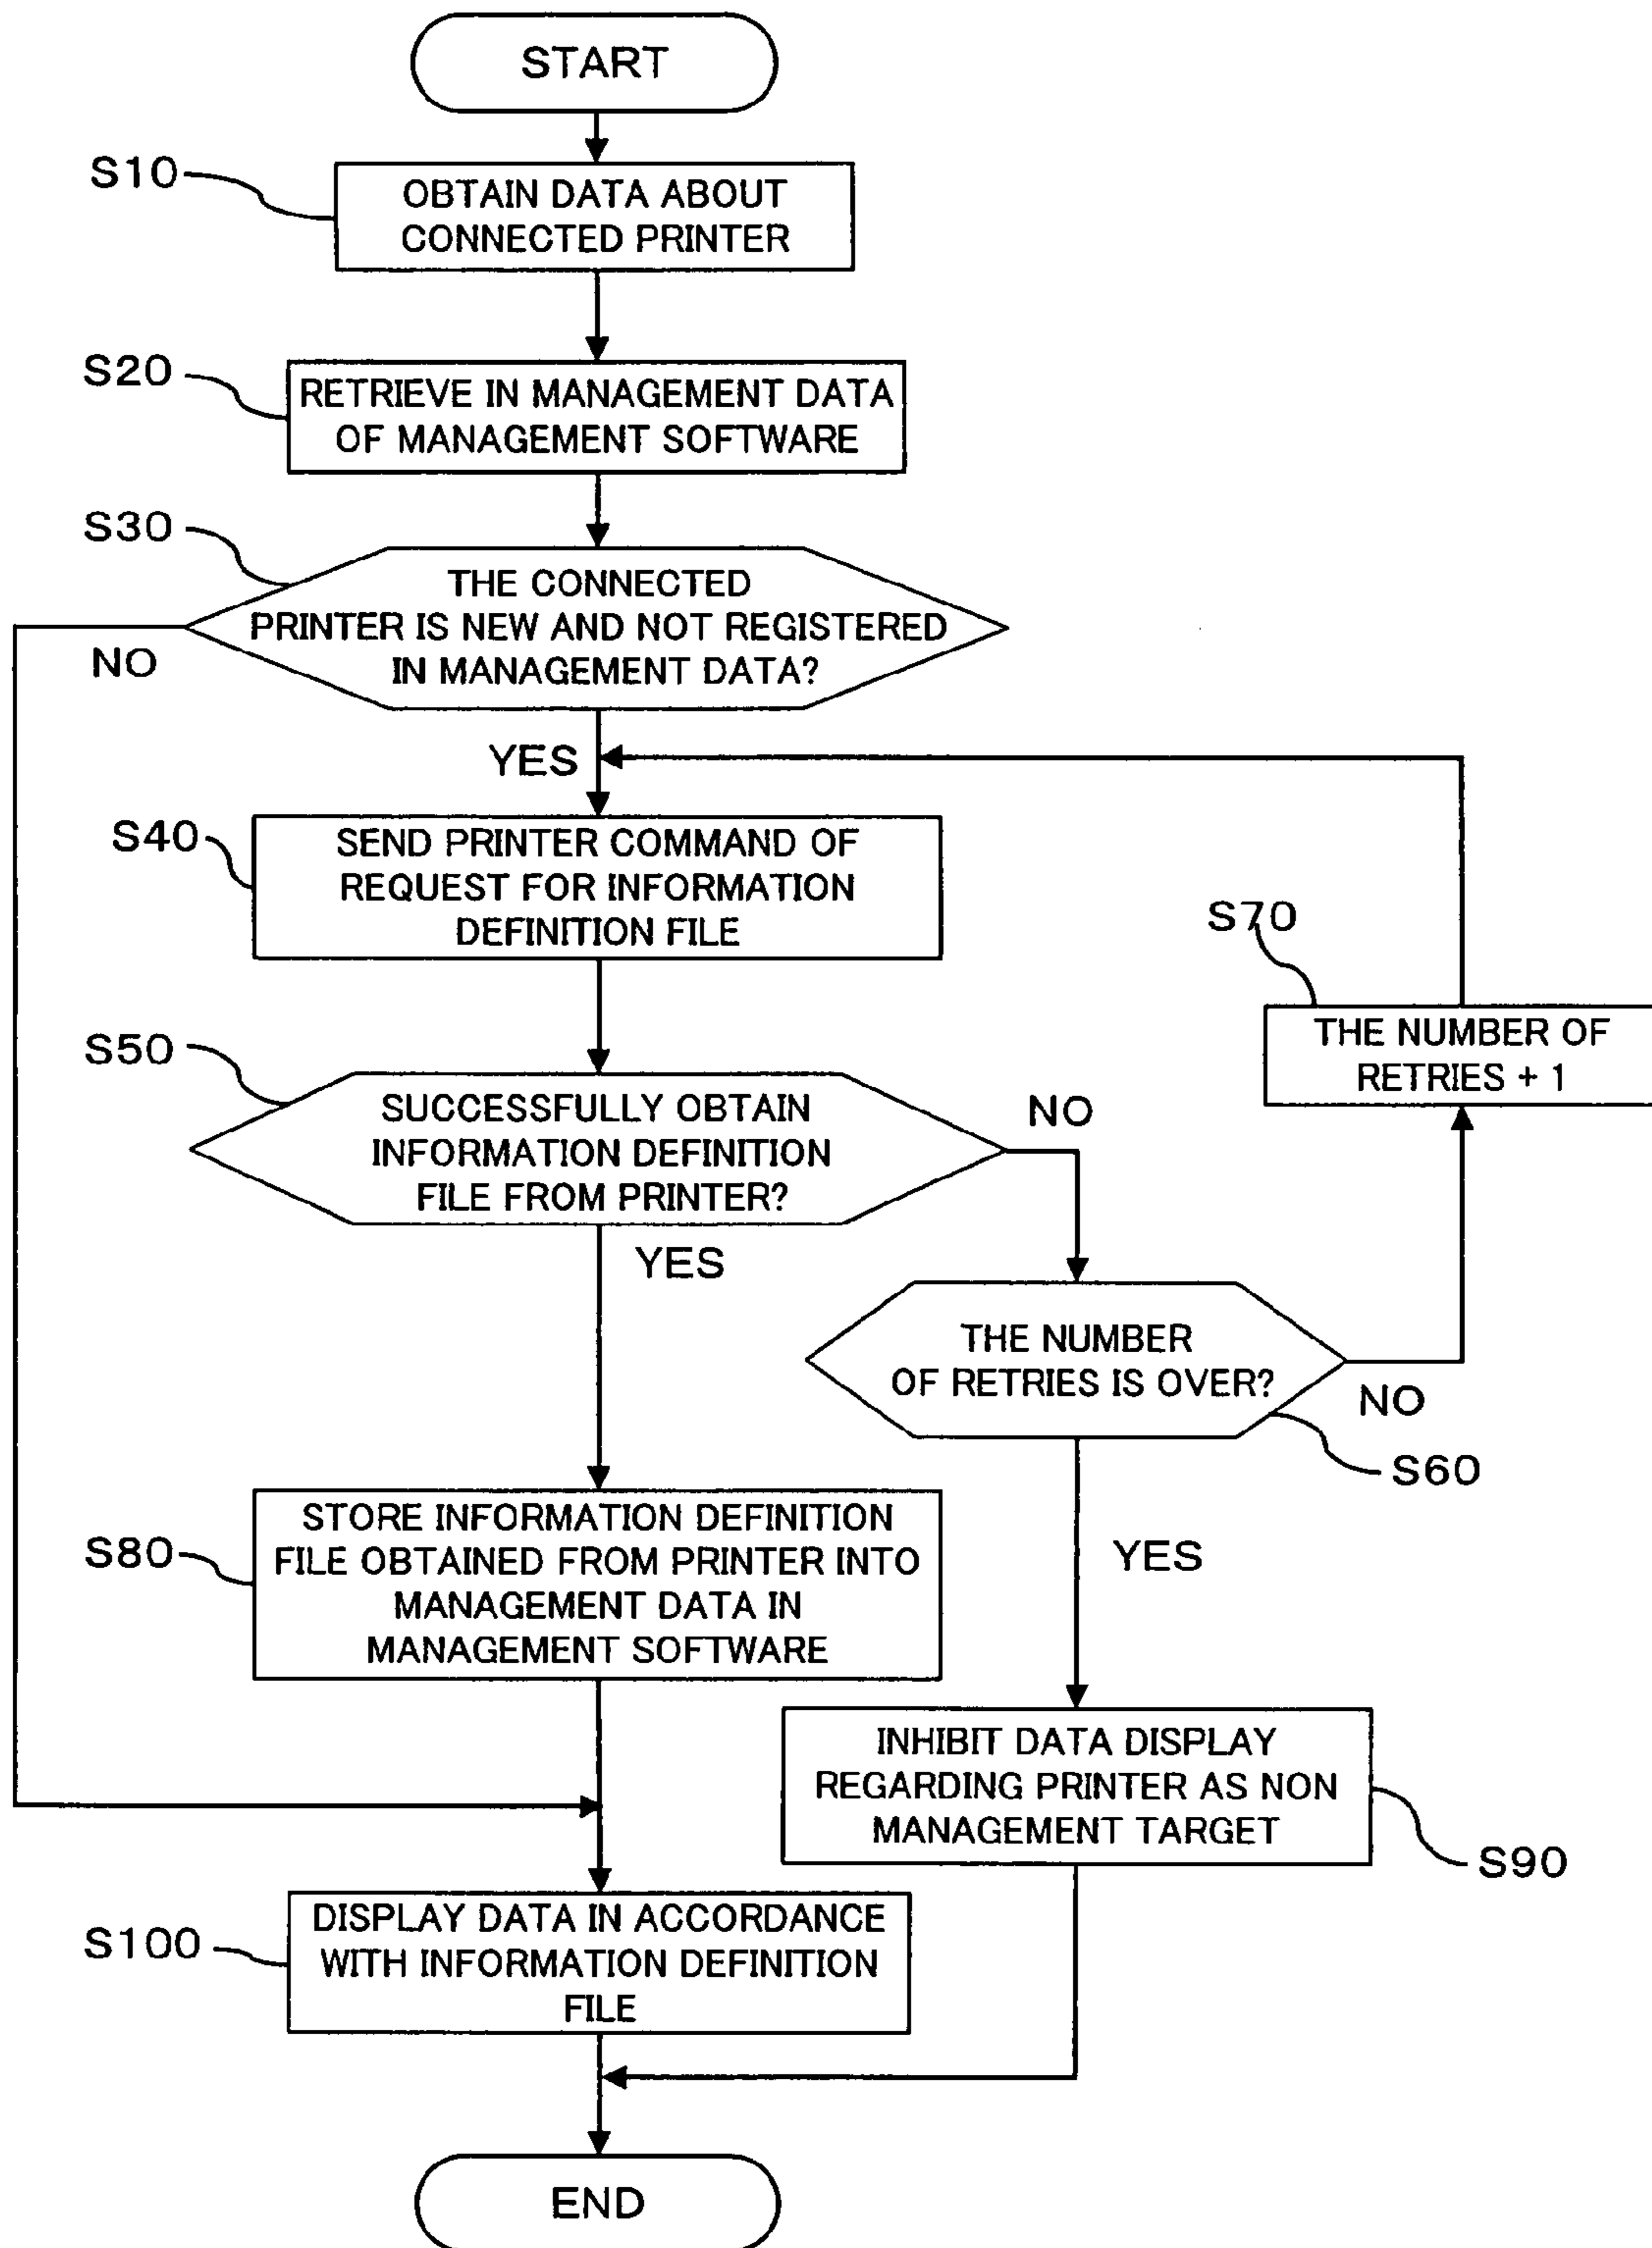 START
S10
OBTAIN DATA ABOUT
CONNECTED PRINTER
S20
RETRIEVE IN MANAGEMENT DATA
OF MANAGEMENT SOFTWARE
S30
THE CONNECTED
PRINTER IS NEW AND NOT REGISTERED
IN MANAGEMENT DATA?
NO
YES
S40
SEND PRINTER COMMAND OF
REQUEST FOR INFORMATION
DEFINITION FILE
S70
THE NUMBER OF
RETRIES + 1
S50
SUCCESSFULLY OBTAIN
INFORMATION DEFINITION
FILE FROM PRINTER?
NO
YES
THE NUMBER
OF RETRIES IS OVER?
NO
S60
YES
S80
STORE INFORMATION DEFINITION
FILE OBTAINED FROM PRINTER INTO
MANAGEMENT DATA IN
MANAGEMENT SOFTWARE
INHIBIT DATA DISPLAY
REGARDING PRINTER AS NON
MANAGEMENT TARGET
S90
S100
DISPLAY DATA IN ACCORDANCE
WITH INFORMATION DEFINITION
FILE
END